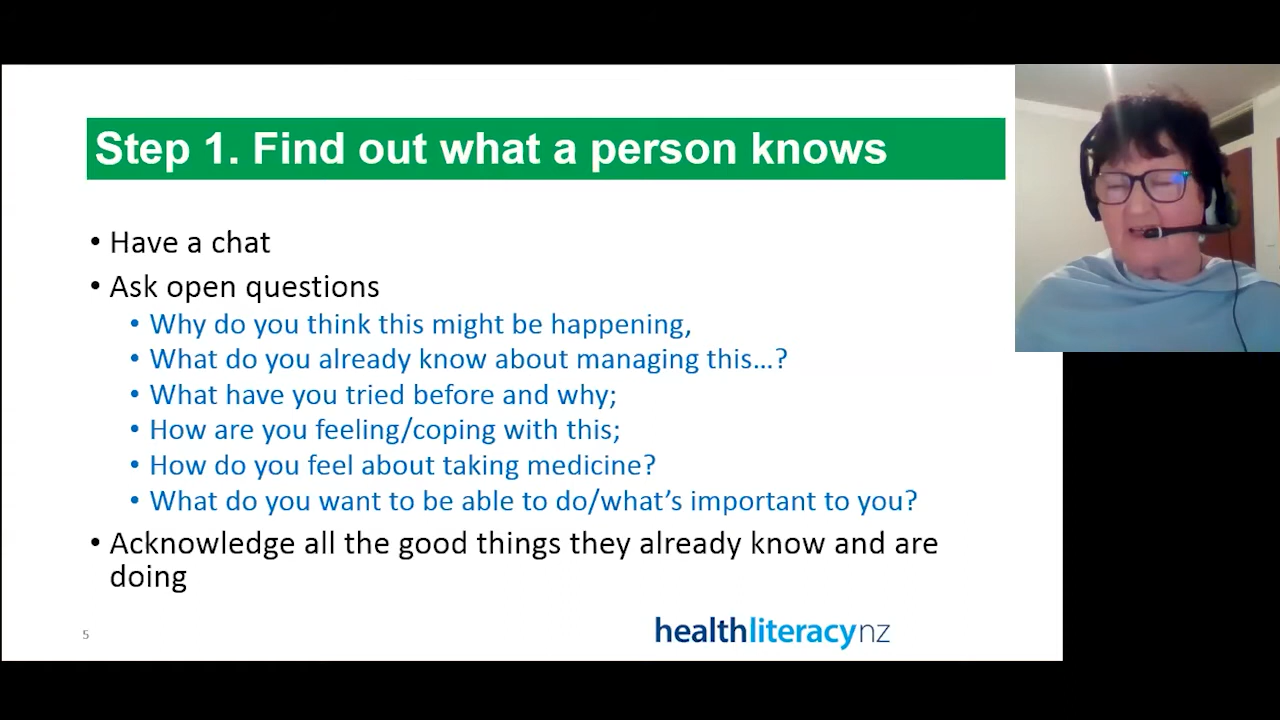 Step 1. Find out what a person knows
• Have a chat
• Ask open questions
• Why do you think this might be happening,
• What do you already know about managing this…?
• What have you tried before and why;
• How are you feeling/coping with this;
• How do you feel about taking medicine?
• What do you want to be able to do/what's important to you?
• Acknowledge all the good things they already know and are
doing
5
healthliteracynz